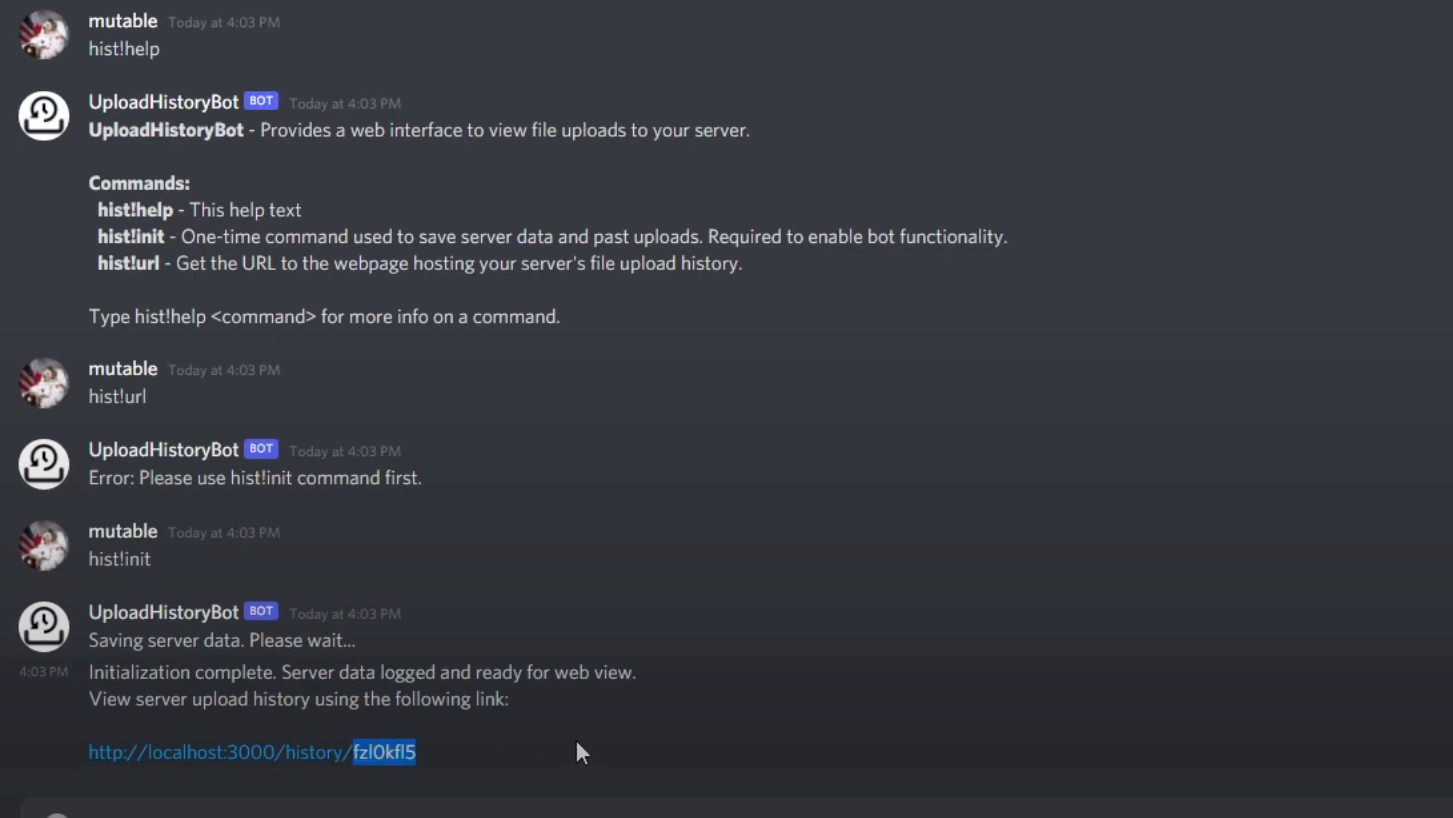 mutable Today at 4:03 PM
hist!help
UploadHistoryBot BOT Today at 4:03 PM
UploadHistoryBot - Provides a web interface to view file uploads to your server.
Commands:
hist!help - This help text
hist!init - One-time command used to save server data and past uploads. Required to enable bot functionality.
hist!url - Get the URL to the webpage hosting your server's file upload history.
Type hist!help <command> for more info on a command.
mutable Today at 4:03 PM
hist!url
UploadHistoryBot BOT Today at 4:03 PM
Error: Please use hist!init command first.
mutable Today at 4:03 PM
hist!init
UploadHistoryBot BOT Today at 4:03 PM
Saving server data. Please wait...
4:03 PM Initialization complete. Server data logged and ready for web view.
View server upload history using the following link:
http://localhost:3000/history/fzl0kfl5